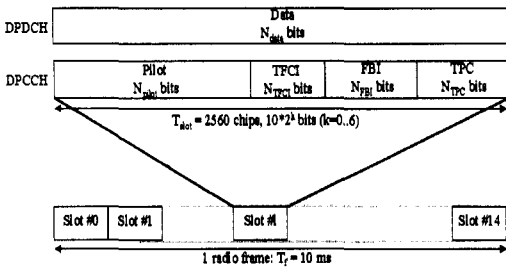 DPDCH
Data
N_data bits
DPCCH
Pilot
N_pilot bits
TFCI
N_TFCI bits
FBI
N_FBI bits
TPC
N_TPC bits
T_slot = 2560 chips, 10*2^k bits (k=0..6)
Slot #0
Slot #1
Slot #i
Slot #14
1 radio frame: T_f = 10 ms